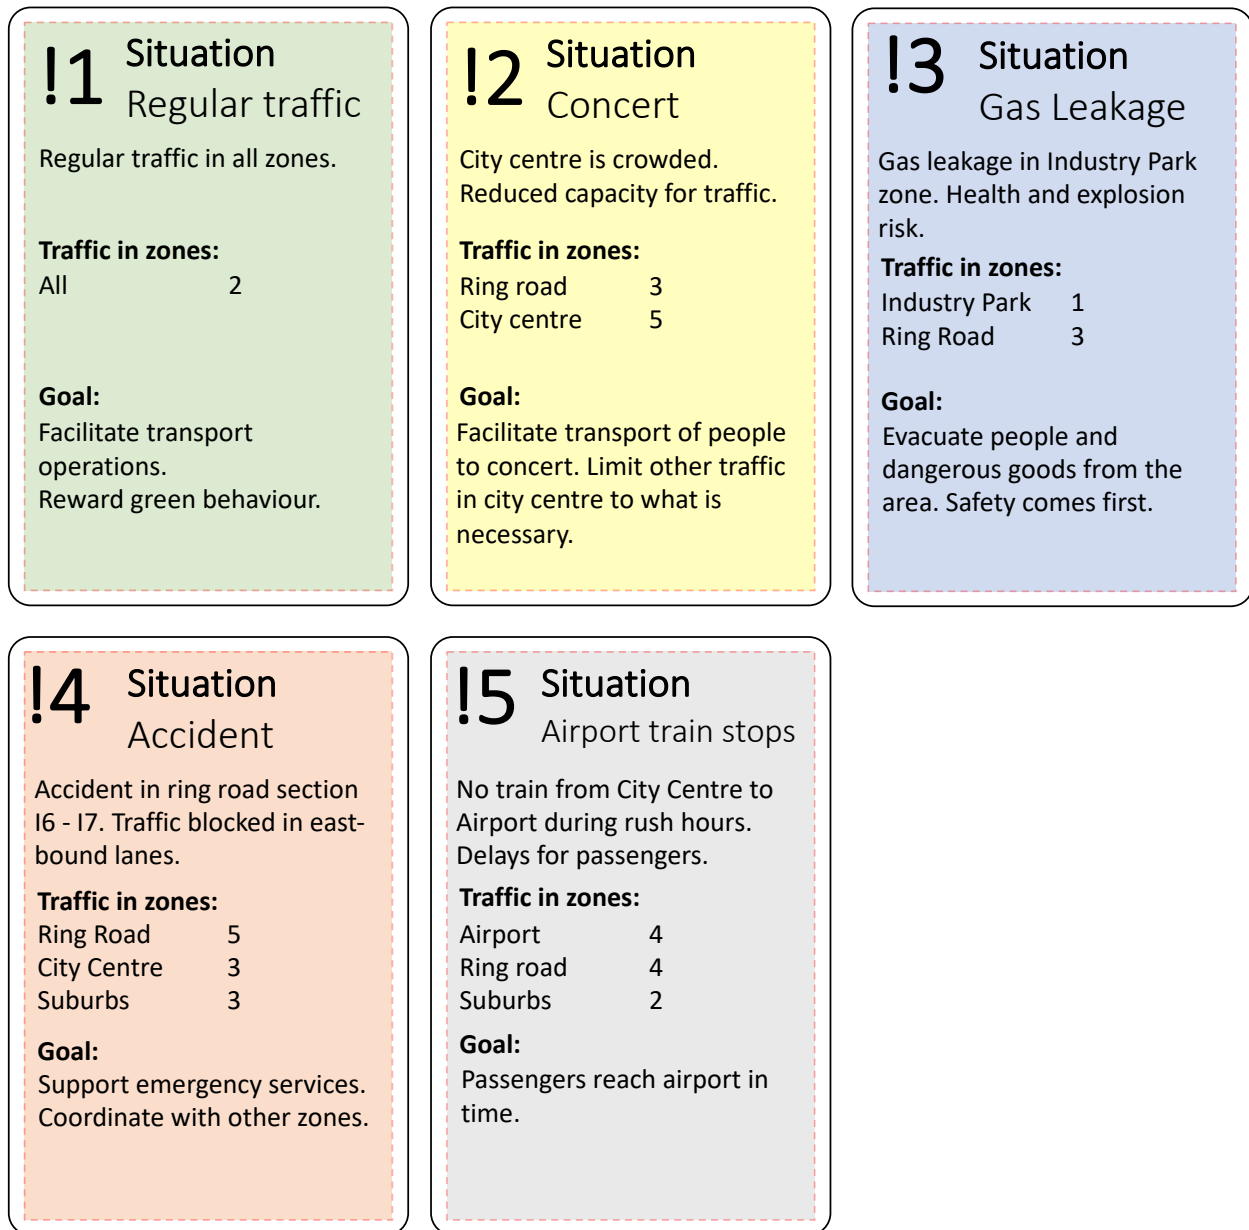 !1 Situation
Regular traffic
Regular traffic in all zones.
Traffic in zones:
All 2
Goal:
Facilitate transport
operations.
Reward green behaviour.
!2 Situation
Concert
City centre is crowded.
Reduced capacity for traffic.
Traffic in zones:
Ring road 3
City centre 5
Goal:
Facilitate transport of people
to concert. Limit other traffic
in city centre to what is
necessary.
!3 Situation
Gas Leakage
Gas leakage in Industry Park
zone. Health and explosion
risk.
Traffic in zones:
Industry Park 1
Ring Road 3
Goal:
Evacuate people and
dangerous goods from the
area. Safety comes first.
!4 Situation
Accident
Accident in ring road section
I6 - I7. Traffic blocked in east-
bound lanes.
Traffic in zones:
Ring Road 5
City Centre 3
Suburbs 3
Goal:
Support emergency services.
Coordinate with other zones.
!5 Situation
Airport train stops
No train from City Centre to
Airport during rush hours.
Delays for passengers.
Traffic in zones:
Airport 4
Ring road 4
Suburbs 2
Goal:
Passengers reach airport in
time.